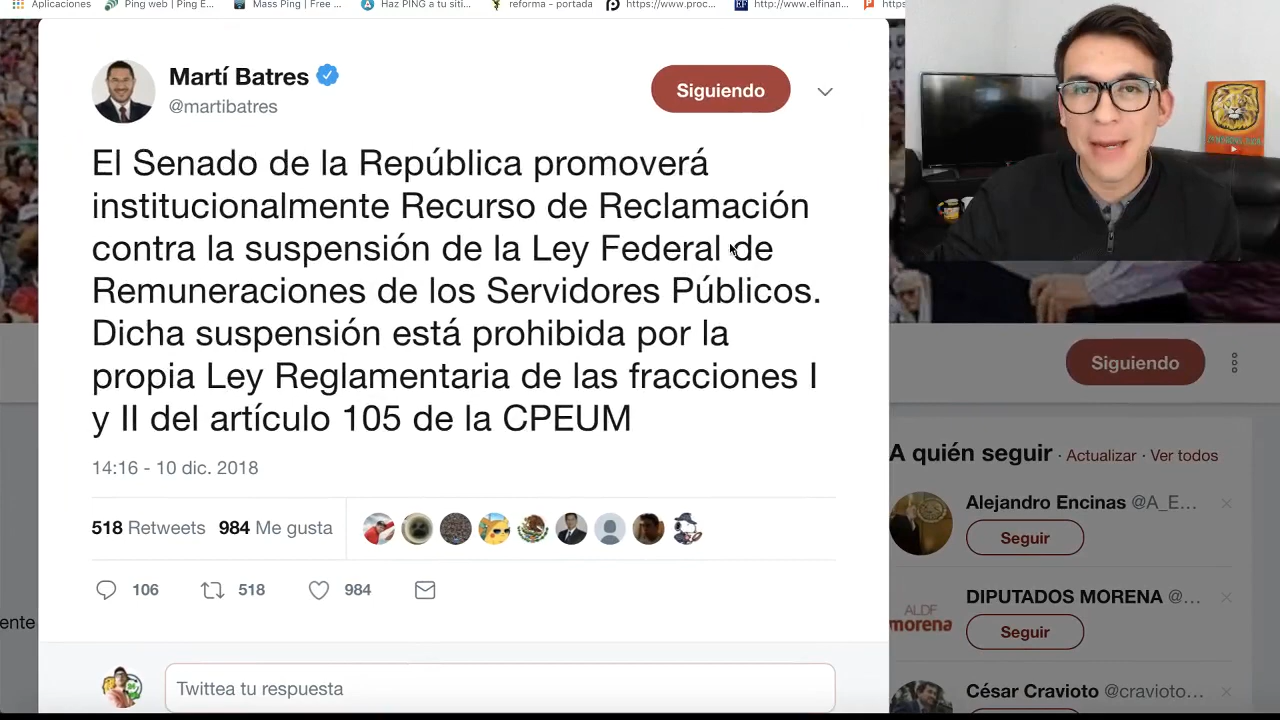 Aplicaciones
Ping web | Ping E...
Mass Ping | Free ...
Haz PING a tu siti...
reforma - portada
https://www.proc...
http://www.elfinan...
https
Martí Batres
@martibatres
Siguiendo
El Senado de la República promoverá
institucionalmente Recurso de Reclamación
contra la suspensión de la Ley Federal de
Remuneraciones de los Servidores Públicos.
Dicha suspensión está prohibida por la
propia Ley Reglamentaria de las fracciones I
y II del artículo 105 de la CPEUM
14:16 - 10 dic. 2018
518 Retweets 984 Me gusta
106 518 984
ente
Twittea tu respuesta
Siguiendo
A quién seguir · Actualizar · Ver todos
Alejandro Encinas @A_E...
Seguir
ALDF
morena
DIPUTADOS MORENA @...
Seguir
César Cravioto @cravioto...